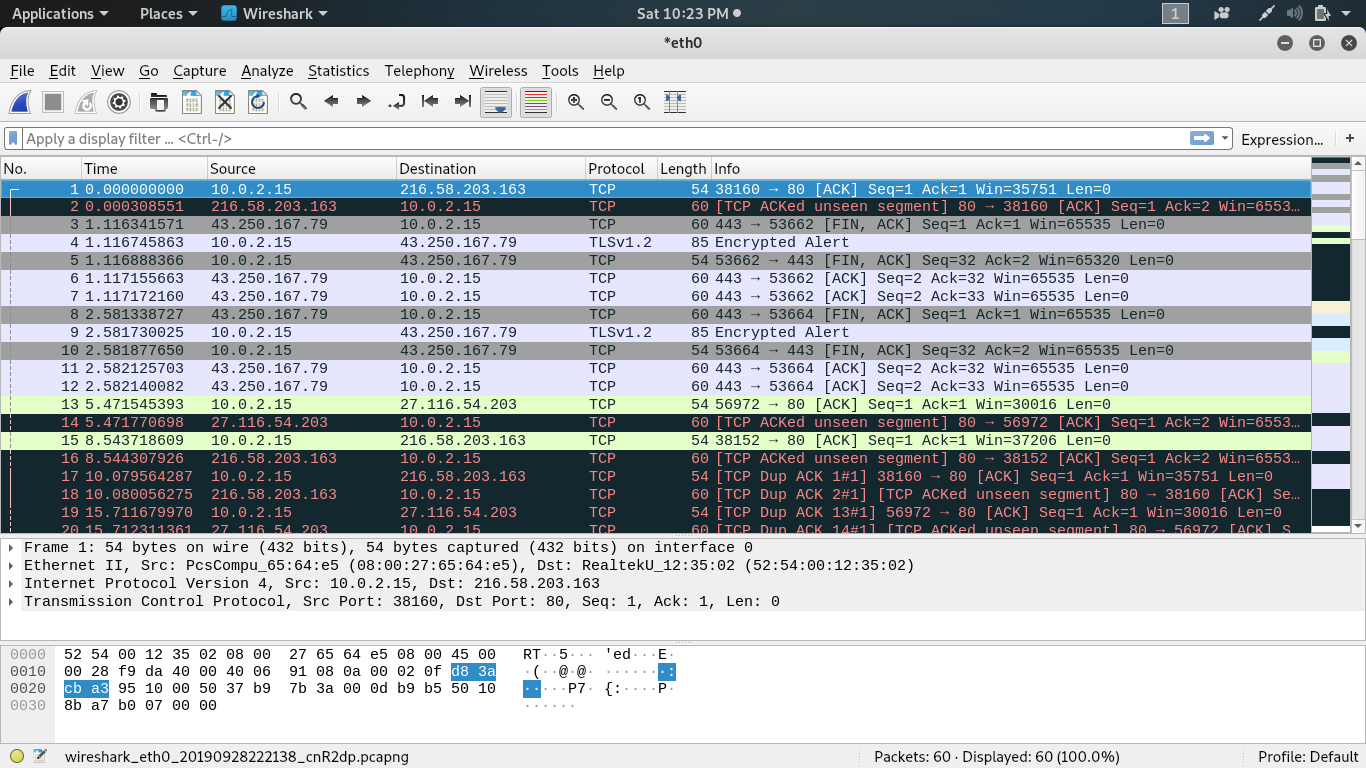 Applications Places Wireshark Sat 10:23 PM 1
*eth0
File Edit View Go Capture Analyze Statistics Telephony Wireless Tools Help
Apply a display filter ... <Ctrl-/> Expression... +
No. Time Source Destination Protocol Length Info
1 0.000000000 10.0.2.15 216.58.203.163 TCP 54 38160 → 80 [ACK] Seq=1 Ack=1 Win=35751 Len=0
2 0.000308551 216.58.203.163 10.0.2.15 TCP 60 [TCP ACKed unseen segment] 80 → 38160 [ACK] Seq=1 Ack=2 Win=6553…
3 1.116341571 43.250.167.79 10.0.2.15 TCP 60 443 → 53662 [FIN, ACK] Seq=1 Ack=1 Win=65535 Len=0
4 1.116745863 10.0.2.15 43.250.167.79 TLSv1.2 85 Encrypted Alert
5 1.116888366 10.0.2.15 43.250.167.79 TCP 54 53662 → 443 [FIN, ACK] Seq=32 Ack=2 Win=65320 Len=0
6 1.117155663 43.250.167.79 10.0.2.15 TCP 60 443 → 53662 [ACK] Seq=2 Ack=32 Win=65535 Len=0
7 1.117172160 43.250.167.79 10.0.2.15 TCP 60 443 → 53662 [ACK] Seq=2 Ack=33 Win=65535 Len=0
8 2.581338727 43.250.167.79 10.0.2.15 TCP 60 443 → 53664 [FIN, ACK] Seq=1 Ack=1 Win=65535 Len=0
9 2.581730025 10.0.2.15 43.250.167.79 TLSv1.2 85 Encrypted Alert
10 2.581877650 10.0.2.15 43.250.167.79 TCP 54 53664 → 443 [FIN, ACK] Seq=32 Ack=2 Win=65535 Len=0
11 2.582125703 43.250.167.79 10.0.2.15 TCP 60 443 → 53664 [ACK] Seq=2 Ack=32 Win=65535 Len=0
12 2.582140082 43.250.167.79 10.0.2.15 TCP 60 443 → 53664 [ACK] Seq=2 Ack=33 Win=65535 Len=0
13 5.471545393 10.0.2.15 27.116.54.203 TCP 54 56972 → 80 [ACK] Seq=1 Ack=1 Win=30016 Len=0
14 5.471770698 27.116.54.203 10.0.2.15 TCP 60 [TCP ACKed unseen segment] 80 → 56972 [ACK] Seq=1 Ack=2 Win=6553…
15 8.543718609 10.0.2.15 216.58.203.163 TCP 54 38152 → 80 [ACK] Seq=1 Ack=1 Win=37206 Len=0
16 8.544307926 216.58.203.163 10.0.2.15 TCP 60 [TCP ACKed unseen segment] 80 → 38152 [ACK] Seq=1 Ack=2 Win=6553…
17 10.079564287 10.0.2.15 216.58.203.163 TCP 54 [TCP Dup ACK 1#1] 38160 → 80 [ACK] Seq=1 Ack=1 Win=35751 Len=0
18 10.080056275 216.58.203.163 10.0.2.15 TCP 60 [TCP Dup ACK 2#1] [TCP ACKed unseen segment] 80 → 38160 [ACK] Se…
19 15.711679970 10.0.2.15 27.116.54.203 TCP 54 [TCP Dup ACK 13#1] 56972 → 80 [ACK] Seq=1 Ack=1 Win=30016 Len=0
20 15.712311361 27.116.54.203 10.0.2.15 TCP 60 [TCP Dup ACK 14#1] [TCP ACKed unseen segment] 80 → 56972 [ACK] S…
Frame 1: 54 bytes on wire (432 bits), 54 bytes captured (432 bits) on interface 0
Ethernet II, Src: PcsCompu_65:64:e5 (08:00:27:65:64:e5), Dst: RealtekU_12:35:02 (52:54:00:12:35:02)
Internet Protocol Version 4, Src: 10.0.2.15, Dst: 216.58.203.163
Transmission Control Protocol, Src Port: 38160, Dst Port: 80, Seq: 1, Ack: 1, Len: 0
0000 52 54 00 12 35 02 08 00 27 65 64 e5 08 00 45 00 RT··5··· 'ed···E·
0010 00 28 f9 da 40 00 40 06 91 08 0a 00 02 0f d8 3a ·(··@·@· ·······:
0020 cb a3 95 10 00 50 37 b9 7b 3a 00 0d b9 b5 50 10 ·····P7· {:····P·
0030 8b a7 b0 07 00 00 ······
wireshark_eth0_20190928222138_cnR2dp.pcapng Packets: 60 · Displayed: 60 (100.0%) Profile: Default